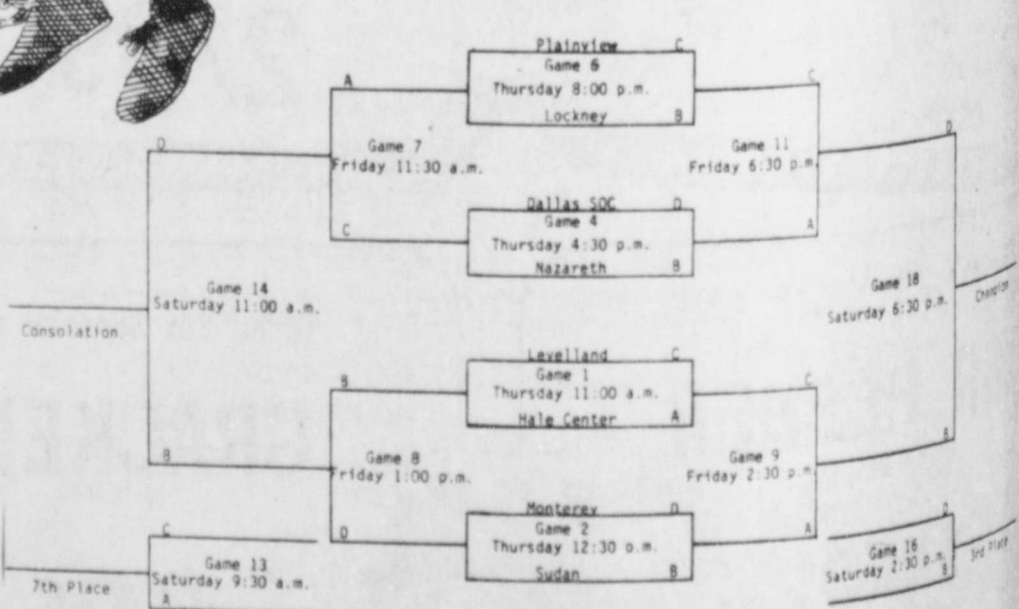 Plainview C
Game 6
Thursday 8:00 p.m.
Lockney B
A
C
Game 7
Friday 11:30 a.m.
Game 11
Friday 6:30 p.m.
D
D
Dallas SOC D
Game 4
Thursday 4:30 p.m.
Nazareth B
C
A
Game 14
Saturday 11:00 a.m.
Consolation
Game 18
Saturday 6:30 p.m.
Champion
Levelland C
Game 1
Thursday 11:00 a.m.
Hale Center A
B
C
Game 8
Friday 1:00 p.m.
Game 9
Friday 2:30 p.m.
B
B
Monterey D
Game 2
Thursday 12:30 p.m.
Sudan B
D
A
C
Game 13
Saturday 9:30 a.m.
A
7th Place
D
Game 16
Saturday 2:30 p.m.
B
3rd Place